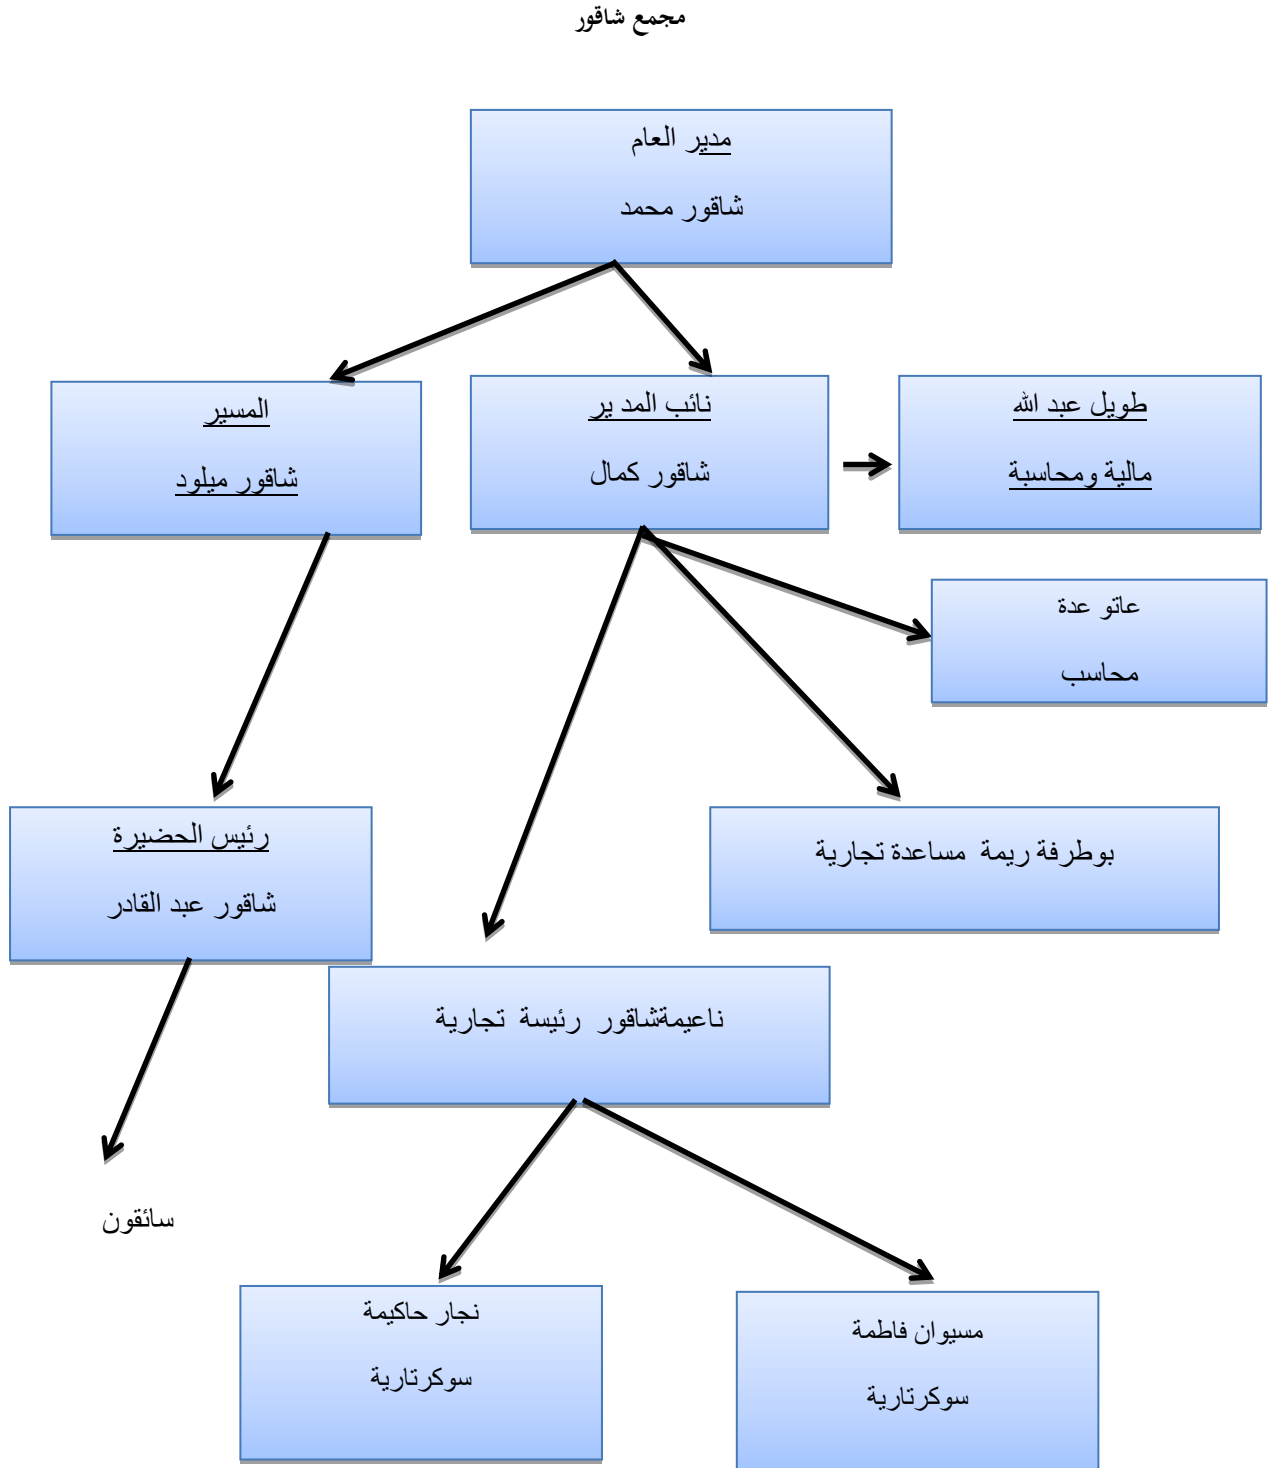 مجمع شاقور
مدير العام
شاقور محمد
طويل عبد الله
مالية ومحاسبة
نائب المد ير
شاقور كمال
المسير
شاقور ميلود
عاتو عدة
محاسب
بوطرفة ريمة مساعدة تجارية
رئيس الحضيرة
شاقور عبد القادر
ناعيمةشاقور رئيسة تجارية
سائقون
مسيوان فاطمة
سوكرتارية
نجار حاكيمة
سوكرتارية